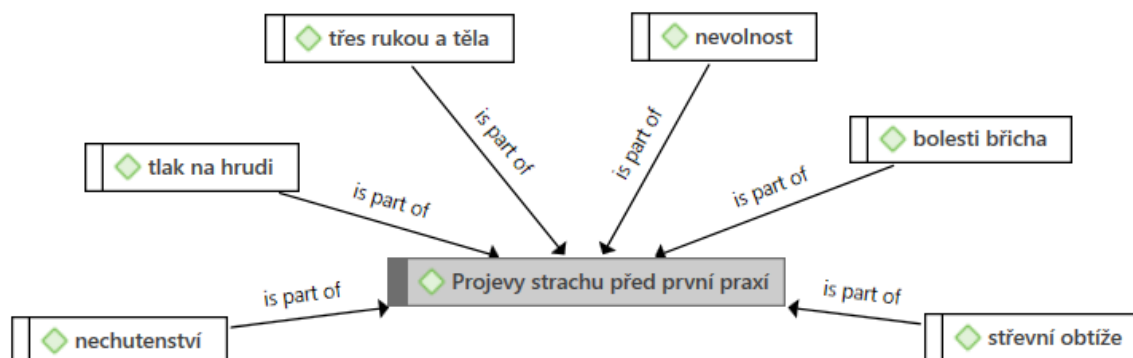 třes rukou a těla
nevolnost
tlak na hrudi
bolesti břicha
is part of
is part of
is part of
is part of
Projevy strachu před první praxí
is part of
is part of
nechutenství
střevní obtíže